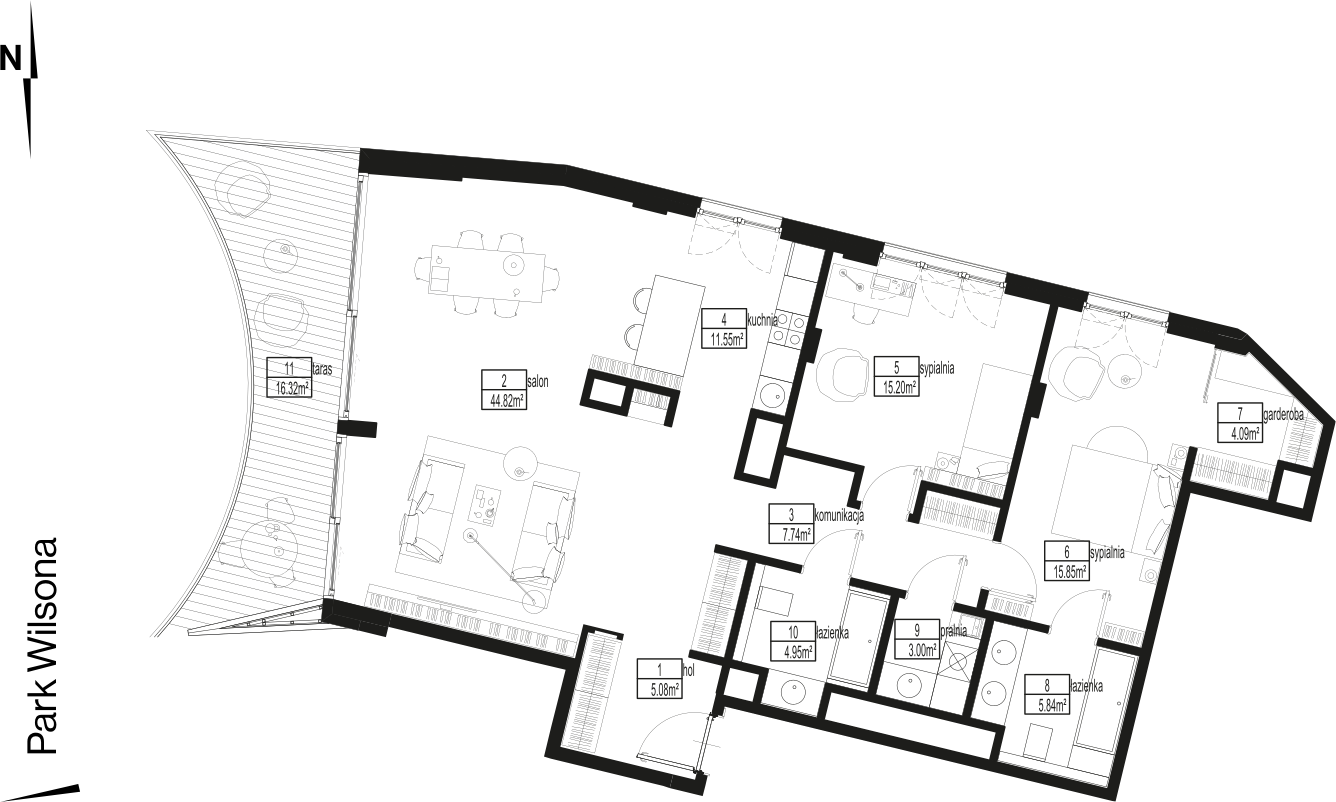 N
Park Wilsona
11 taras
16.32m²
2 salon
44.82m²
4 kuchnia
11.55m²
5 sypialnia
15.20m²
7 garderoba
4.09m²
3 komunikacja
7.74m²
6 sypialnia
15.85m²
10 łazienka
4.95m²
9 pralnia
3.00m²
1 hol
5.08m²
8 łazienka
5.84m²